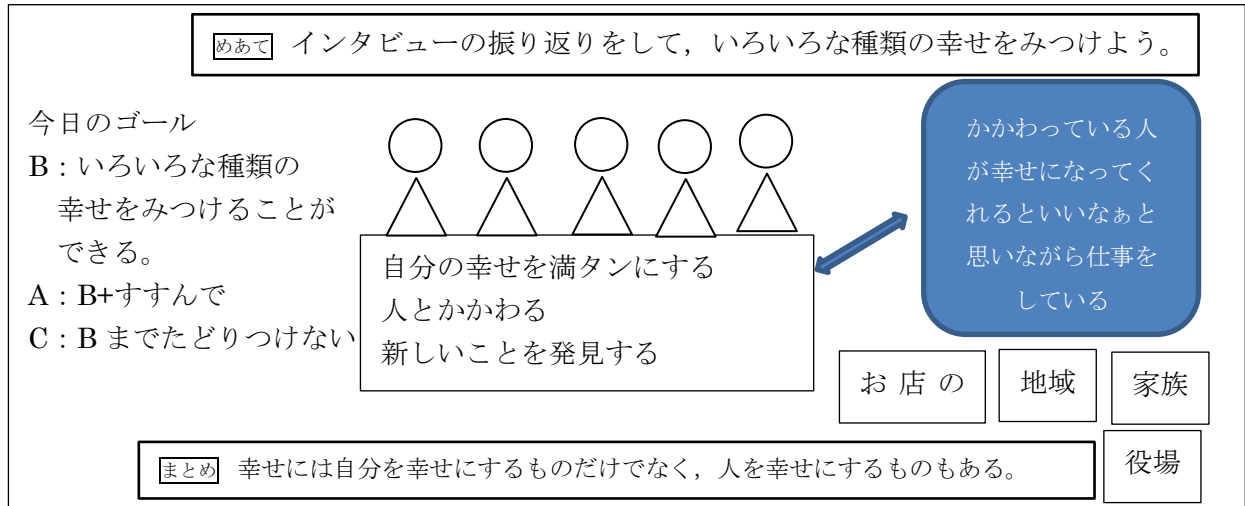 めあて インタビューの振り返りをして，いろいろな種類の幸せをみつけよう。
今日のゴール
B：いろいろな種類の
幸せをみつけることが
できる。
A：B+すすんで
C：B までたどりつけない
自分の幸せを満タンにする
人とかかわる
新しいことを発見する
かかわっている人
が幸せになってく
れるといいなぁと
思いながら仕事を
している
お 店 の
地域
家族
役場
まとめ 幸せには自分を幸せにするものだけでなく，人を幸せにするものもある。